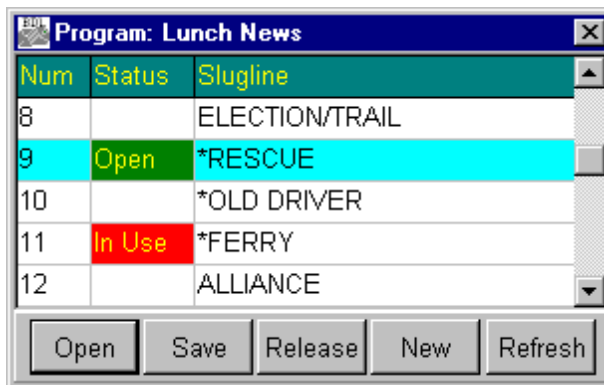 Program: Lunch News
Num Status Slugline
8 ELECTION/TRAIL
9 Open *RESCUE
10 *OLD DRIVER
11 In Use *FERRY
12 ALLIANCE
Open Save Release New Refresh